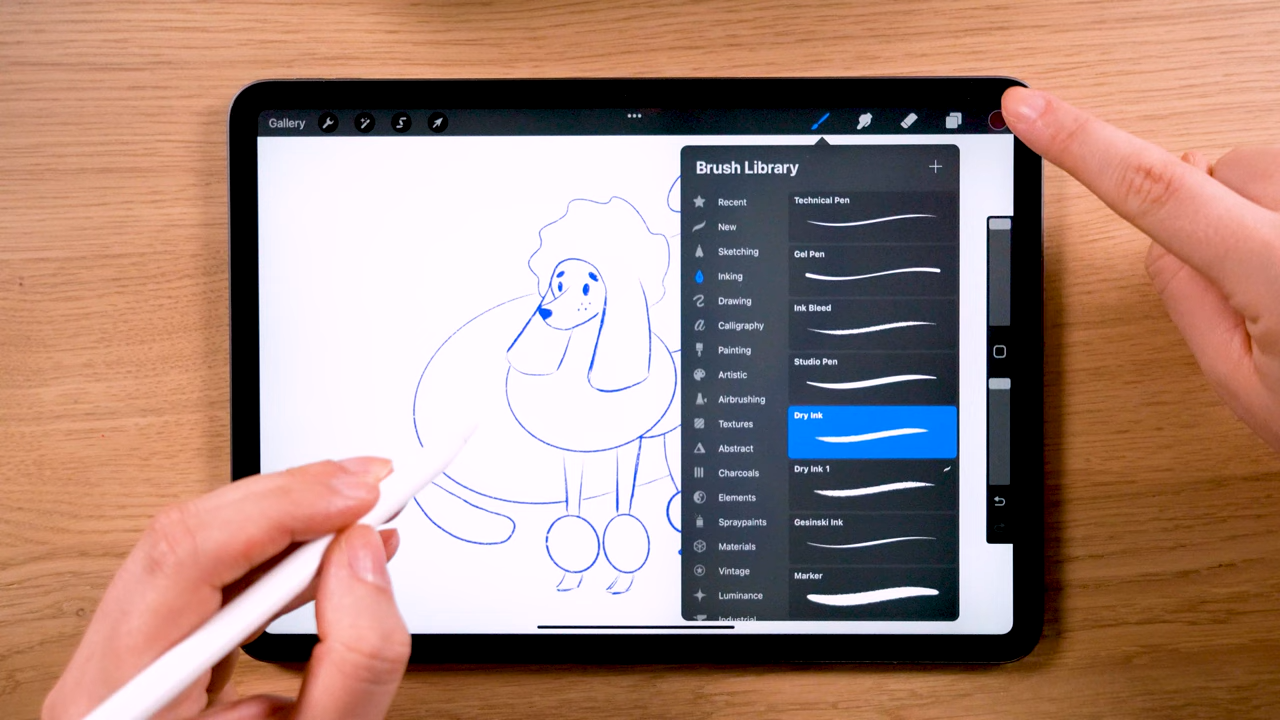 Gallery
Brush Library
Recent
New
Sketching
Inking
Drawing
Calligraphy
Painting
Artistic
Airbrushing
Textures
Abstract
Charcoals
Elements
Spraypaints
Materials
Vintage
Luminance
Industrial
Technical Pen
Gel Pen
Ink Bleed
Studio Pen
Dry Ink
Dry Ink 1
Gesinski Ink
Marker